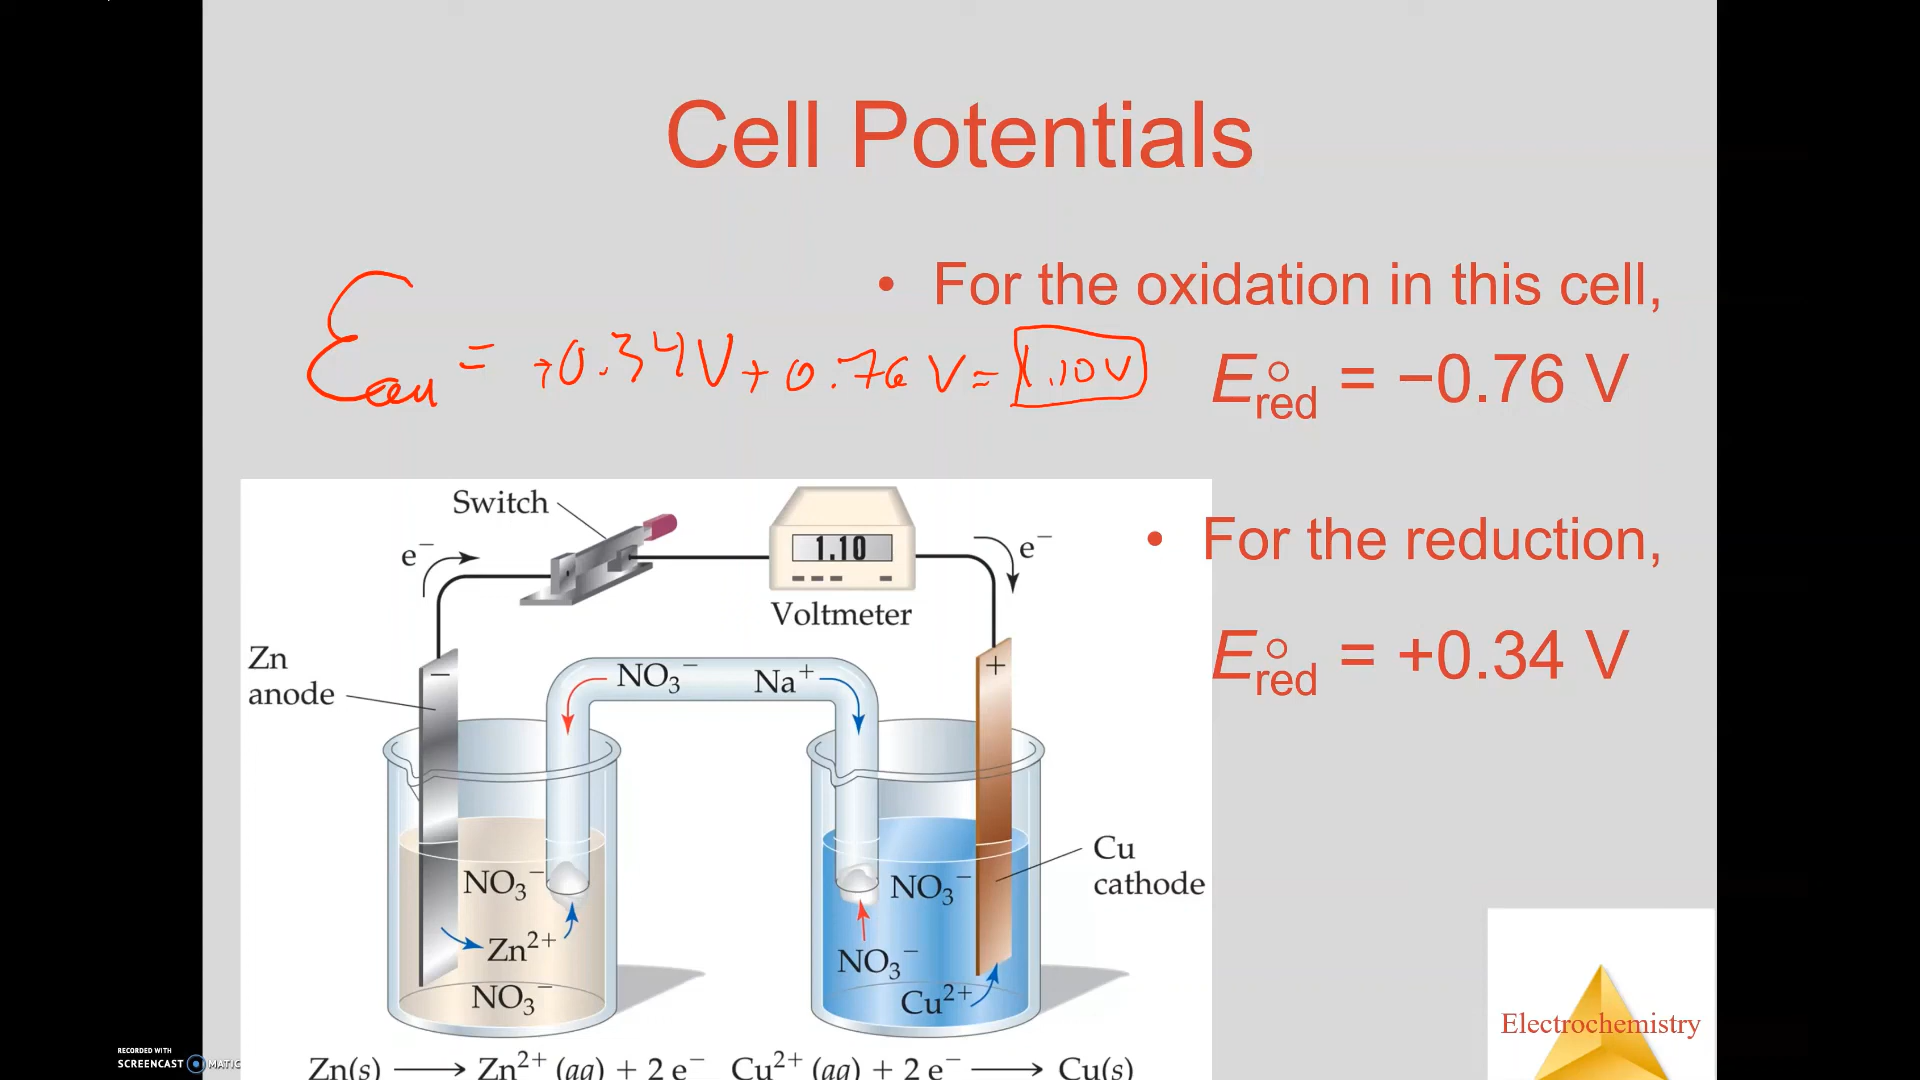 Cell Potentials
• For the oxidation in this cell,
E°red = −0.76 V
Ecell = +0.34 V + 0.76 V = 1.10 V
• For the reduction,
E°red = +0.34 V
Switch
e⁻
1.10
e⁻
Voltmeter
Zn
anode
−
NO₃⁻
Na⁺
+
Cu
cathode
NO₃⁻
Zn²⁺
NO₃⁻
NO₃⁻
NO₃⁻
Cu²⁺
Zn(s) ⟶ Zn²⁺ (aq) + 2 e⁻
Cu²⁺ (aq) + 2 e⁻ ⟶ Cu(s)
Electrochemistry
RECORDED WITH
SCREENCAST MATIC